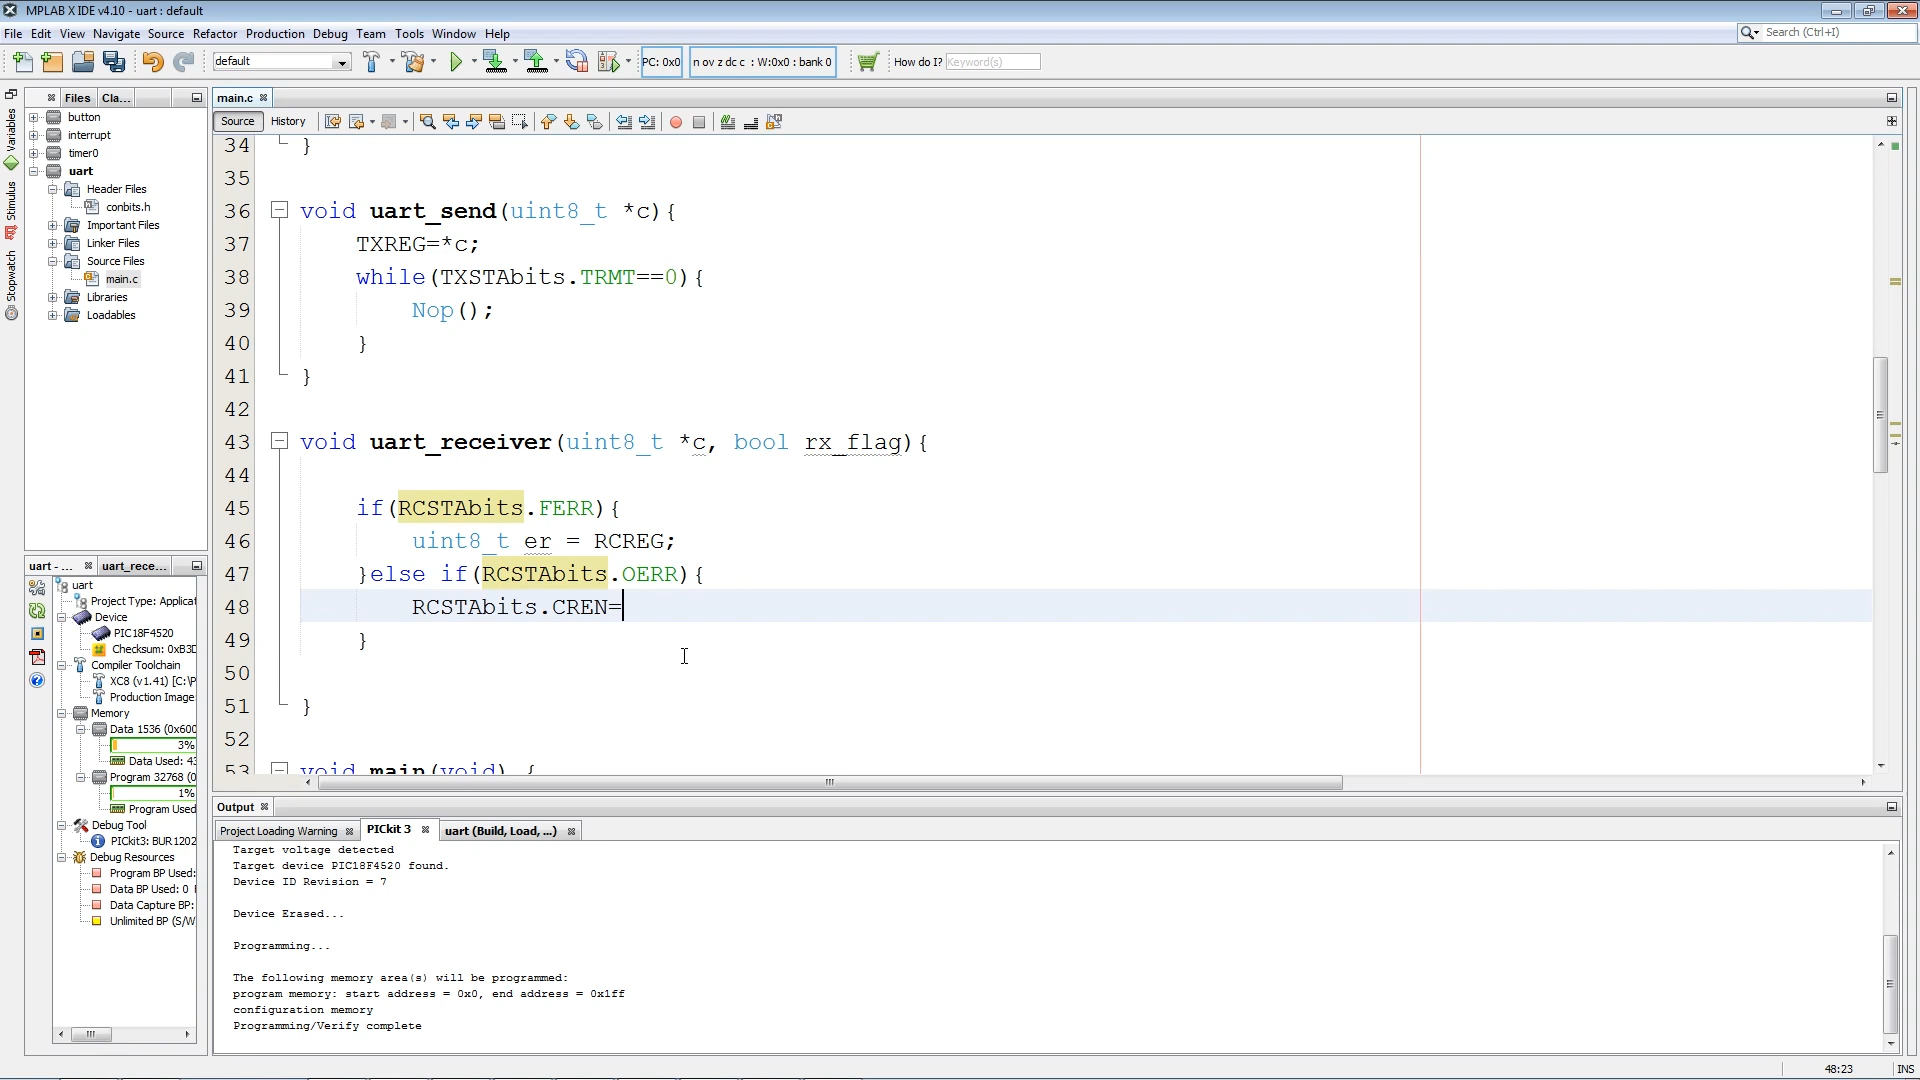 MPLAB X IDE v4.10 - uart : default
File Edit View Navigate Source Refactor Production Debug Team Tools Window Help
Search (Ctrl+I)
default
PC: 0x0
n ov z dc c : W:0x0 : bank 0
How do I? Keyword(s)
Variables
Stimulus
Stopwatch
Files Cla...
button
interrupt
timer0
uart
Header Files
conbits.h
Important Files
Linker Files
Source Files
main.c
Libraries
Loadables
main.c
Source History
34 }
35
36 void uart_send(uint8_t *c){
37 TXREG=*c;
38 while(TXSTAbits.TRMT==0){
39 Nop();
40 }
41 }
42
43 void uart_receiver(uint8_t *c, bool rx_flag){
44
45 if(RCSTAbits.FERR){
46 uint8_t er = RCREG;
47 }else if(RCSTAbits.OERR){
48 RCSTAbits.CREN=
49 }
50
51 }
52
53 void main(void) {
uart - ... uart_rece...
uart
Project Type: Applicat
Device
PIC18F4520
Checksum: 0xB3D
Compiler Toolchain
XC8 (v1.41) [C:\P
Production Image
Memory
Data 1536 (0x600
3%
Data Used: 43
Program 32768 (0
1%
Program Used
Debug Tool
PICkit3: BUR1202
Debug Resources
Program BP Used:
Data BP Used: 0
Data Capture BP:
Unlimited BP (S/W
Output
Project Loading Warning PICkit 3 uart (Build, Load, ...)
Target voltage detected
Target device PIC18F4520 found.
Device ID Revision = 7
Device Erased...
Programming...
The following memory area(s) will be programmed:
program memory: start address = 0x0, end address = 0x1ff
configuration memory
Programming/Verify complete
48:23 INS